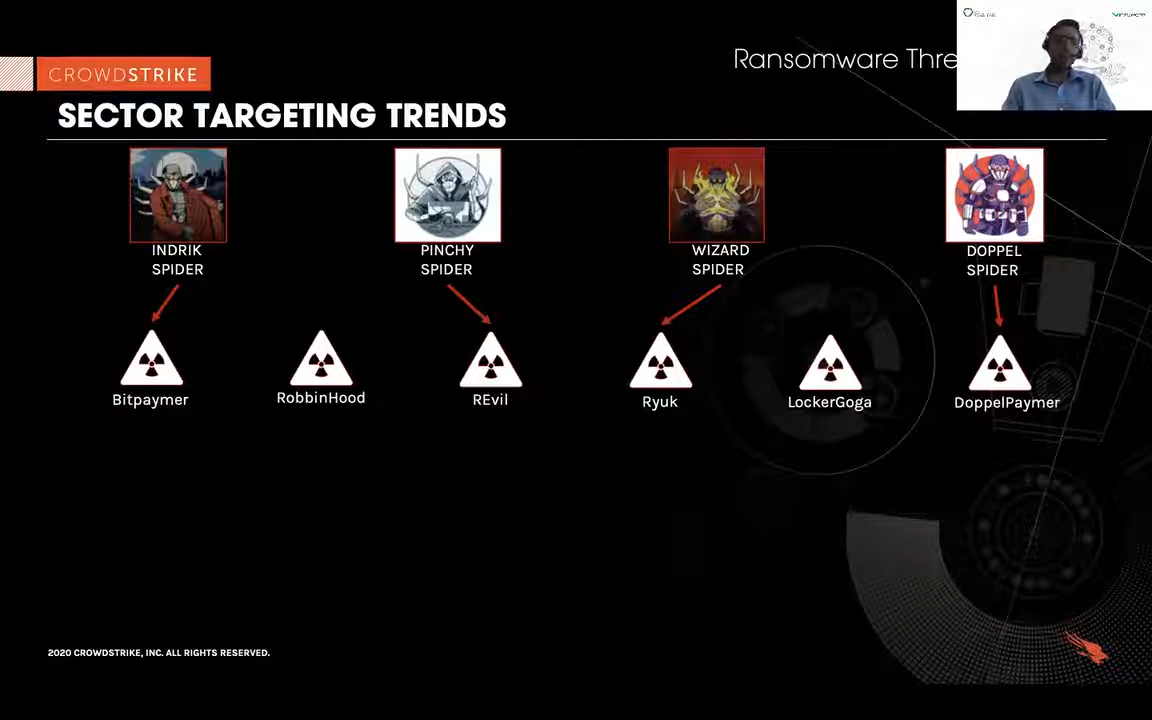 Ransomware Thre
CROWDSTRIKE
SECTOR TARGETING TRENDS
INDRIK
SPIDER
PINCHY
SPIDER
WIZARD
SPIDER
DOPPEL
SPIDER
Bitpaymer
RobbinHood
REvil
Ryuk
LockerGoga
DoppelPaymer
2020 CROWDSTRIKE, INC. ALL RIGHTS RESERVED.